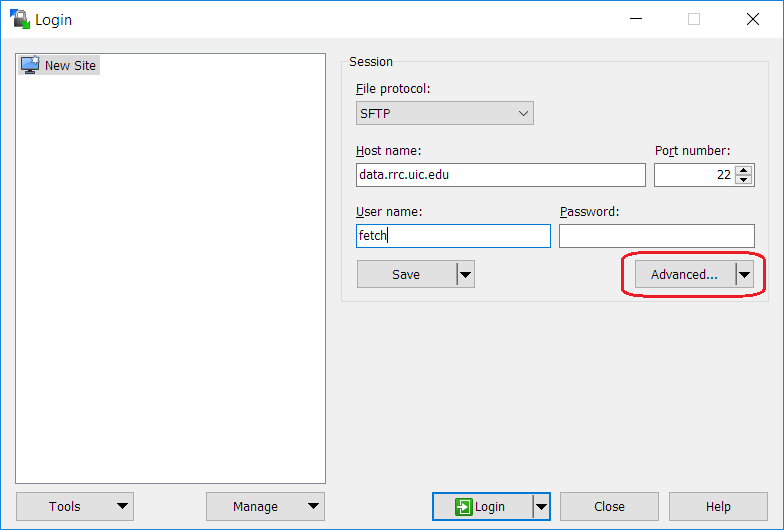 Login
New Site
Session
File protocol:
SFTP
Host name:
Port number:
data.rrc.uic.edu
22
User name:
Password:
fetch
Save
Advanced...
Tools
Manage
Login
Close
Help